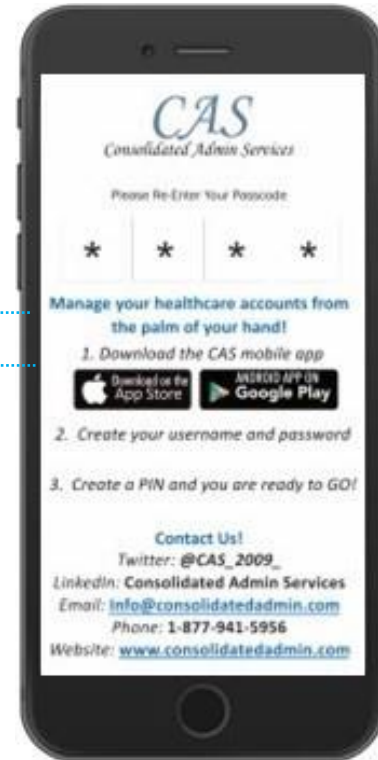 CAS
Consolidated Admin Services
Please Re-Enter Your Passcode
* * * *
Manage your healthcare accounts from
the palm of your hand!
1. Download the CAS mobile app
Download on the
App Store
ANDROID APP ON
Google Play
2. Create your username and password
3. Create a PIN and you are ready to GO!
Contact Us!
Twitter: @CAS_2009_
LinkedIn: Consolidated Admin Services
Email: Info@consolidatedadmin.com
Phone: 1-877-941-5956
Website: www.consolidatedadmin.com